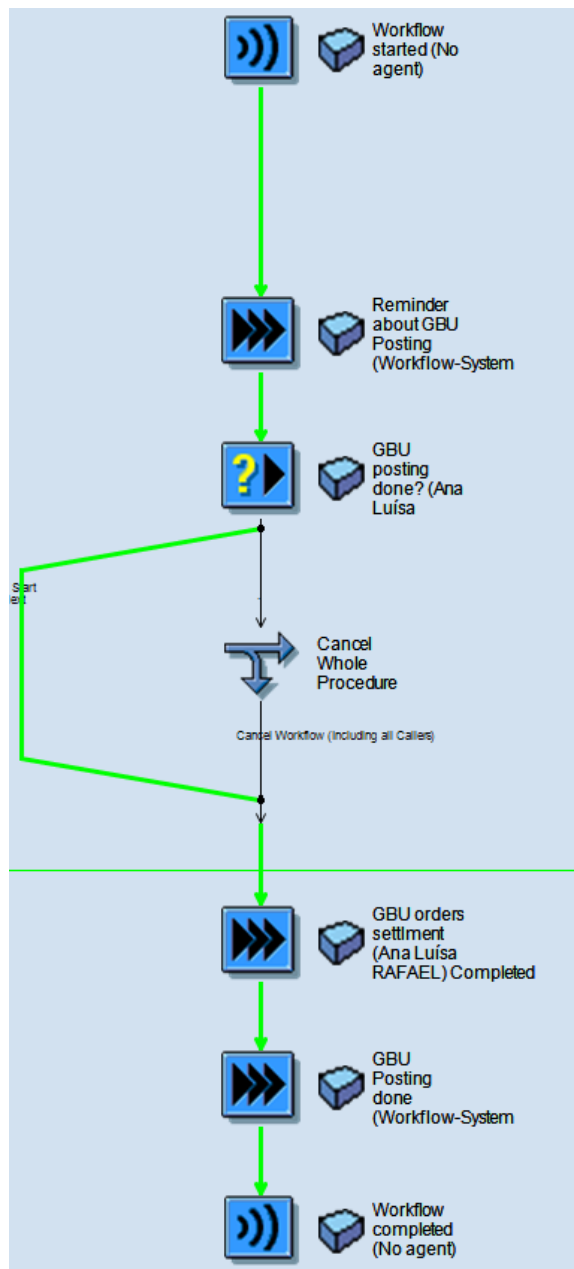 Workflow
started (No
agent)
Reminder
about GBU
Posting
(Workflow-System
GBU
posting
done? (Ana
Luísa
Start
Cancel
Whole
Procedure
Cancel Workflow (Including all Callers)
GBU orders
settlment
(Ana Luísa
RAFAEL) Completed
GBU
Posting
done
(Workflow-System
Workflow
completed
(No agent)